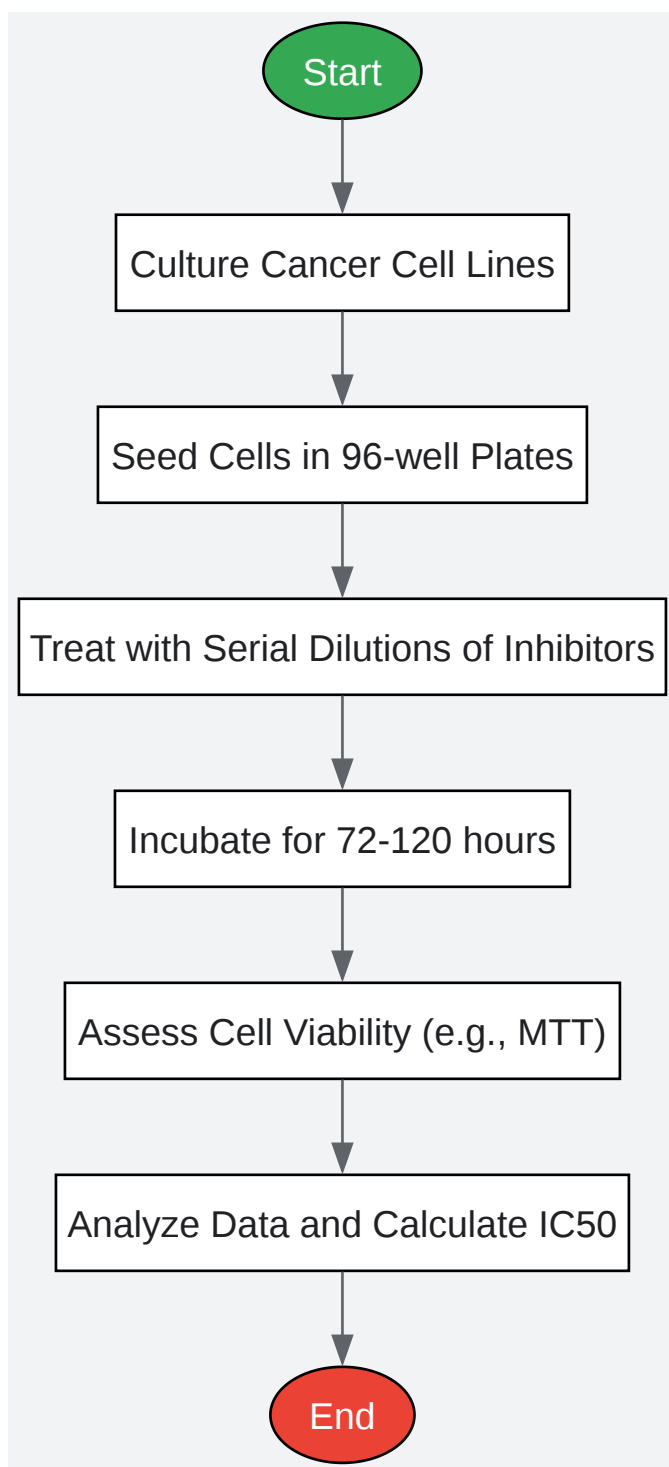 Start
Culture Cancer Cell Lines
Seed Cells in 96-well Plates
Treat with Serial Dilutions of Inhibitors
Incubate for 72-120 hours
Assess Cell Viability (e.g., MTT)
Analyze Data and Calculate IC50
End